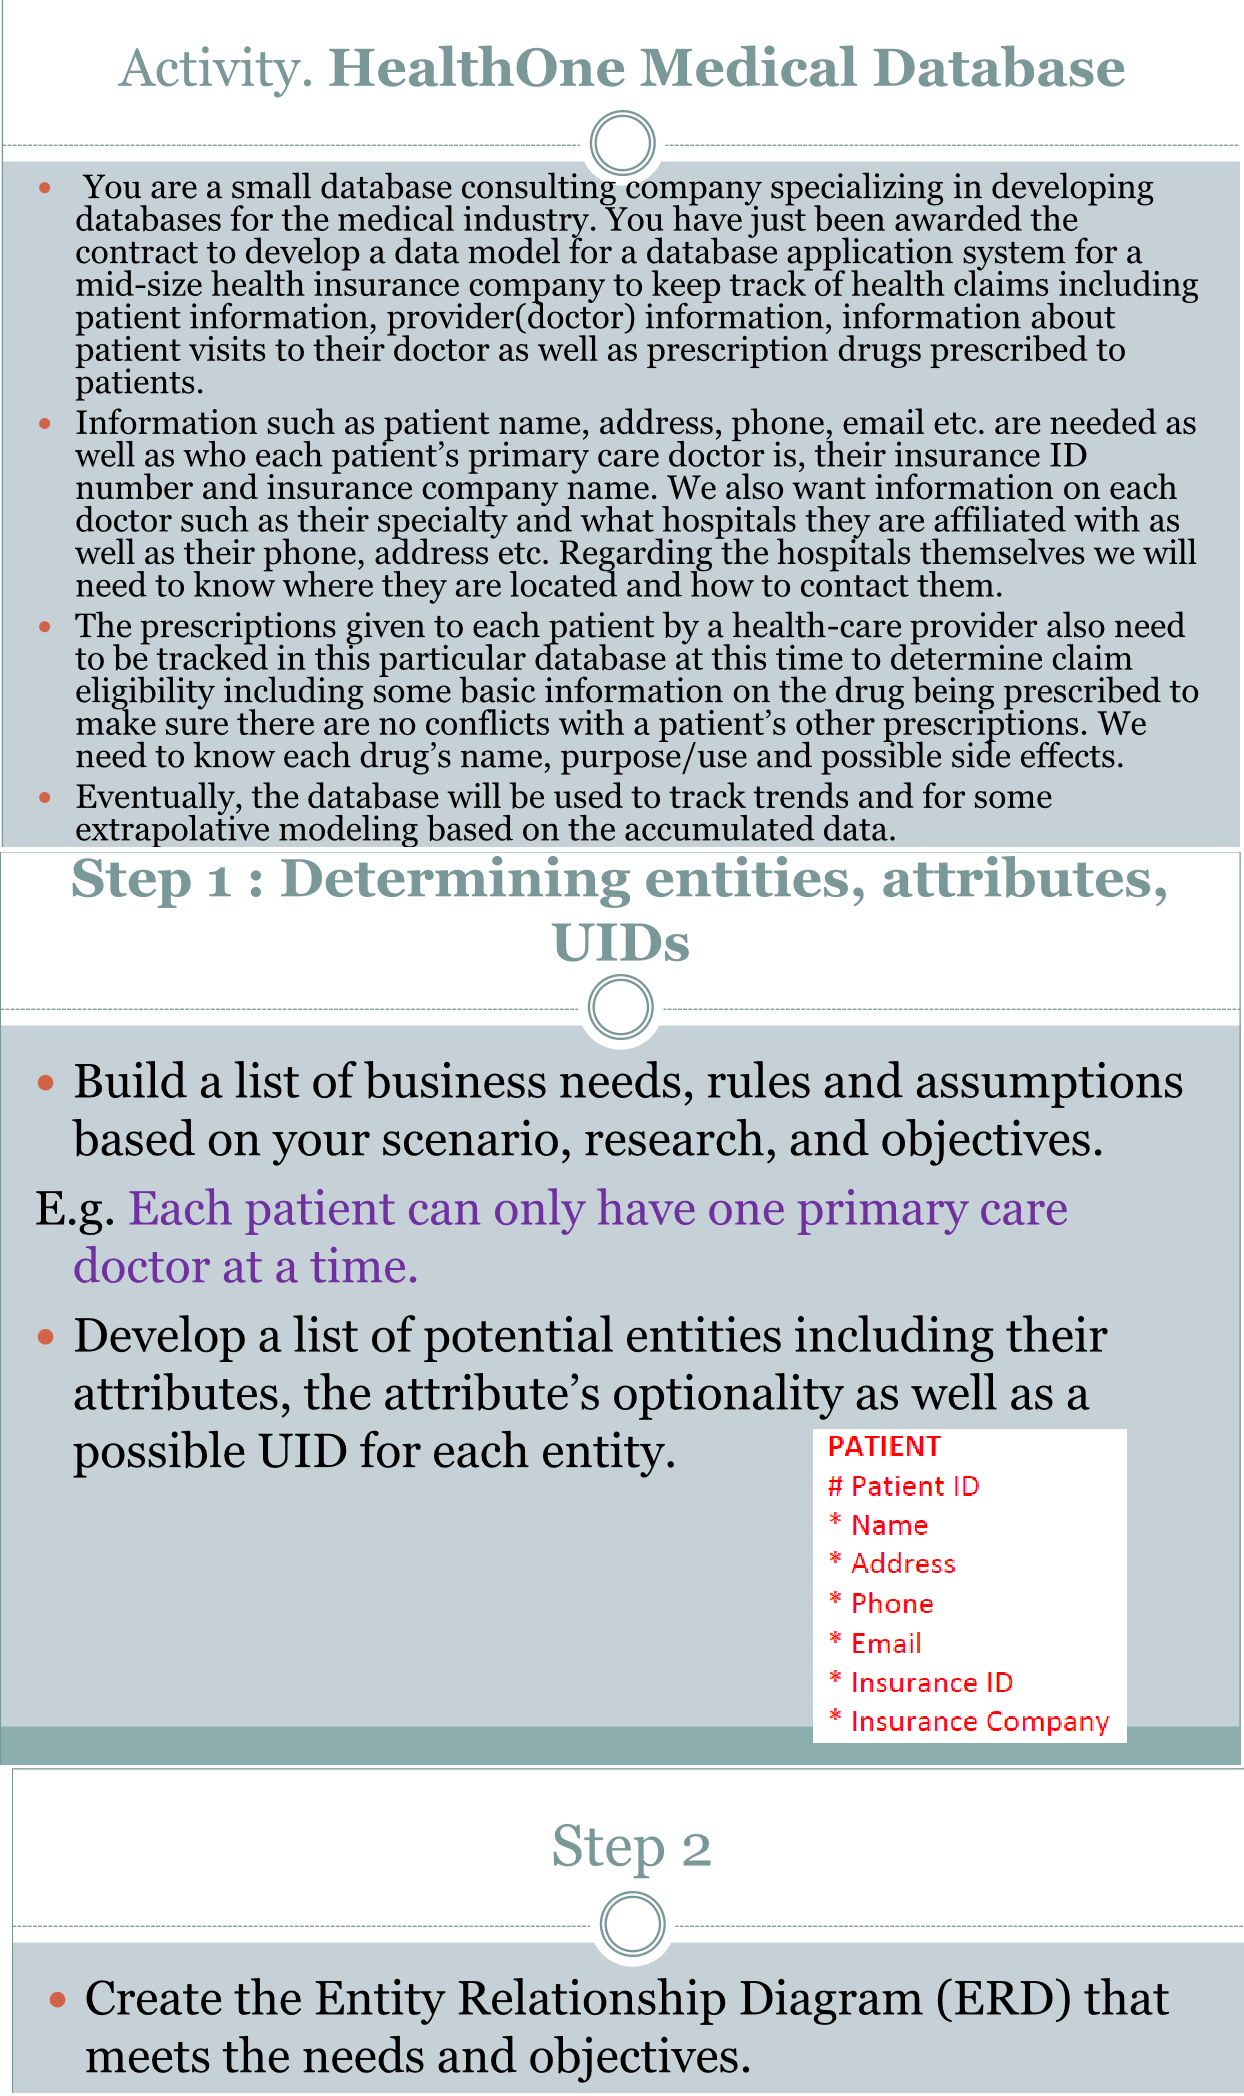 Activity. HealthOne Medical Database
• You are a small database consulting company specializing in developing
databases for the medical industry. You have just been awarded the
contract to develop a data model for a database application system for a
mid-size health insurance company to keep track of health claims including
patient information, provider(doctor) information, information about
patient visits to their doctor as well as prescription drugs prescribed to
patients.
• Information such as patient name, address, phone, email etc. are needed as
well as who each patient’s primary care doctor is, their insurance ID
number and insurance company name. We also want information on each
doctor such as their specialty and what hospitals they are affiliated with as
well as their phone, address etc. Regarding the hospitals themselves we will
need to know where they are located and how to contact them.
• The prescriptions given to each patient by a health-care provider also need
to be tracked in this particular database at this time to determine claim
eligibility including some basic information on the drug being prescribed to
make sure there are no conflicts with a patient’s other prescriptions. We
need to know each drug’s name, purpose/use and possible side effects.
• Eventually, the database will be used to track trends and for some
extrapolative modeling based on the accumulated data.
Step 1 : Determining entities, attributes,
UIDs
• Build a list of business needs, rules and assumptions
based on your scenario, research, and objectives.
E.g. Each patient can only have one primary care
doctor at a time.
• Develop a list of potential entities including their
attributes, the attribute’s optionality as well as a
possible UID for each entity.
PATIENT
# Patient ID
* Name
* Address
* Phone
* Email
* Insurance ID
* Insurance Company
Step 2
• Create the Entity Relationship Diagram (ERD) that
meets the needs and objectives.